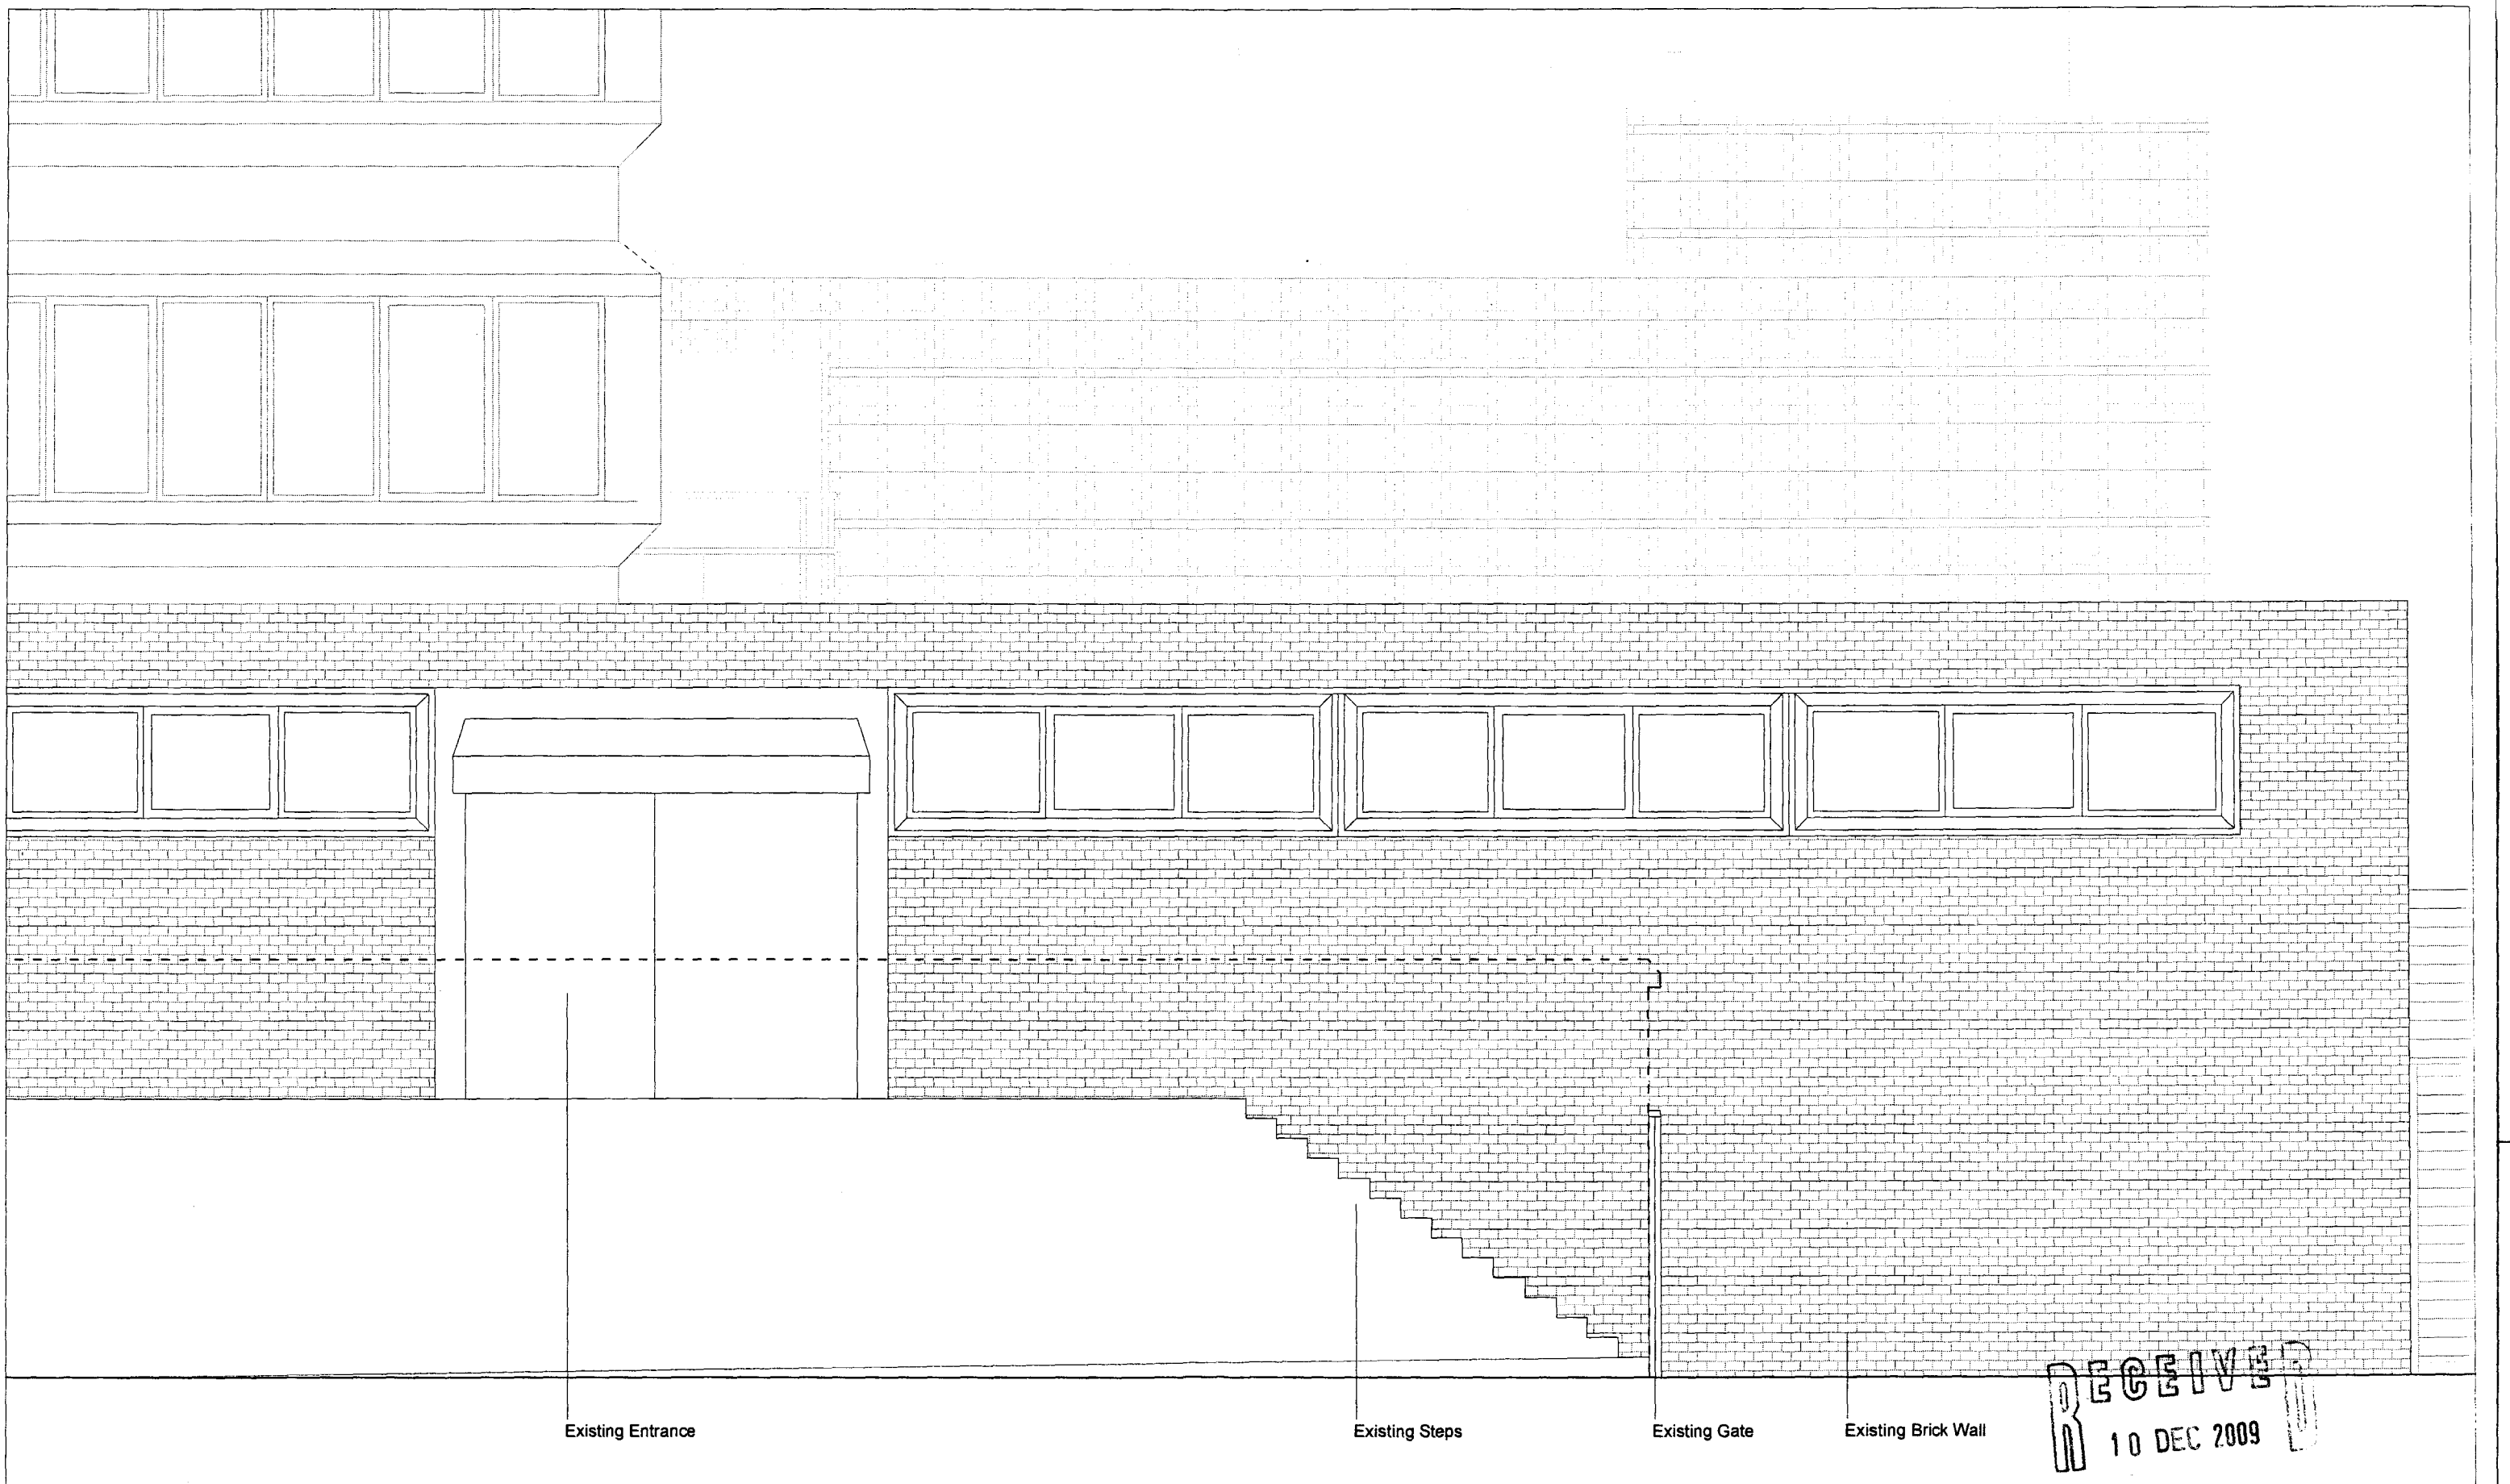 Existing Entrance
Existing Steps
Existing Gate
Existing Brick Wall
RECEIVED
10 DEC 2009